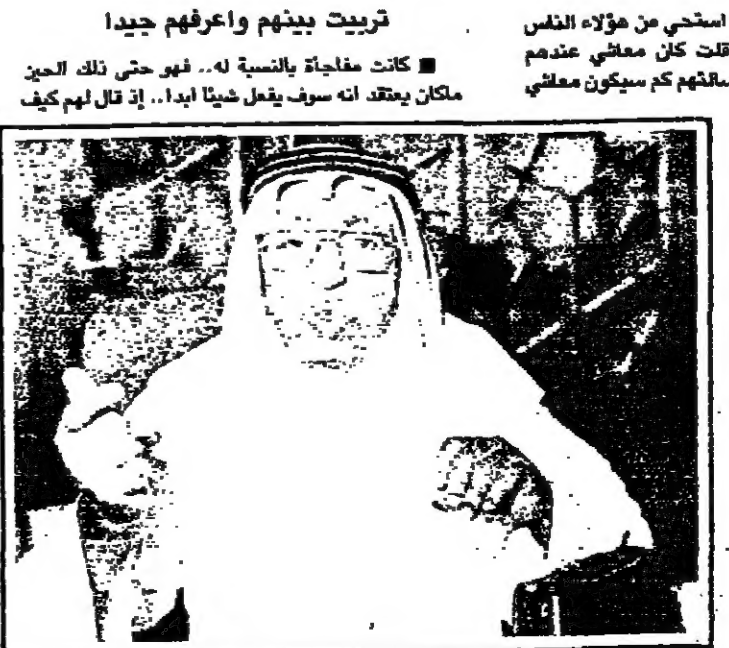 استحي من هؤلاء الناس
قلت كان معاشي عندهم
سالتهم كم سيكون معاشي
تربيت بينهم واعرفهم جيدا
■ كانت مفاجأة بالنسبة له.. فهو حتى ذلك الحين
ماكان يعتقد انه سوف يفعل شيئا ابدا.. إذ قال لهم كيف